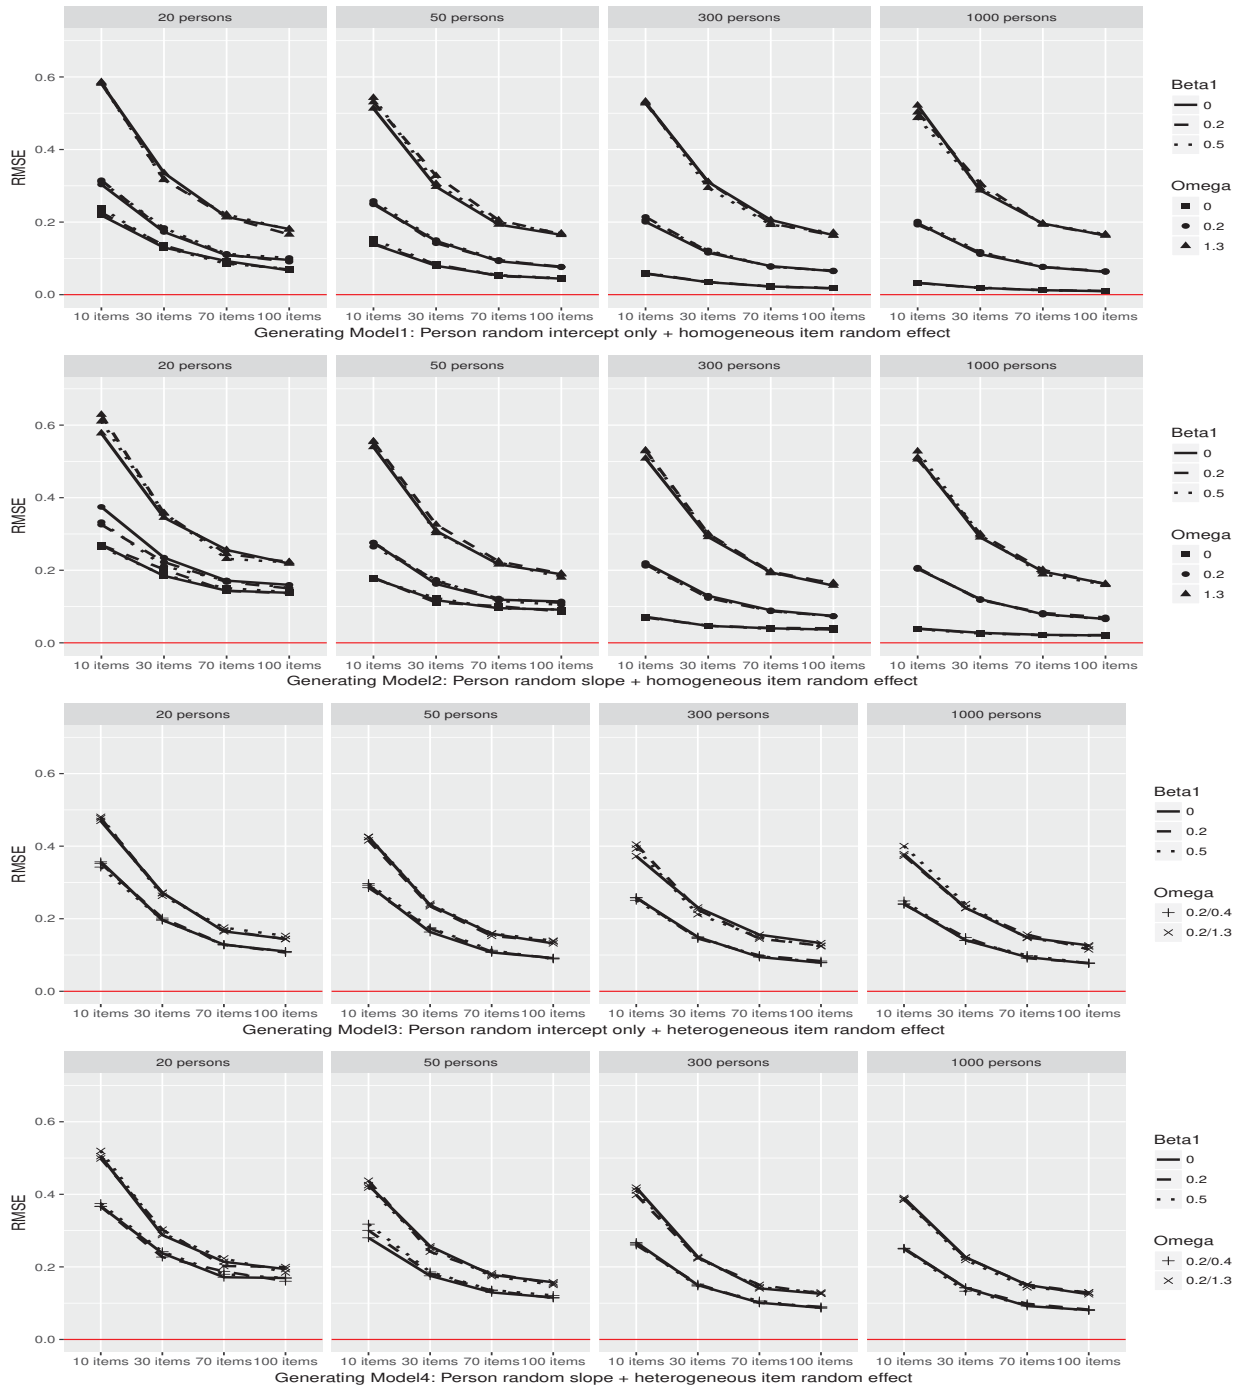 20 persons 50 persons 300 persons 1000 persons
RMSE
0.6
0.4
0.2
0.0
10 items 30 items 70 items 100 items 10 items 30 items 70 items 100 items 10 items 30 items 70 items 100 items 10 items 30 items 70 items 100 items
Generating Model1: Person random intercept only + homogeneous item random effect
Beta1
0
0.2
0.5
Omega
0
0.2
1.3
20 persons 50 persons 300 persons 1000 persons
RMSE
0.6
0.4
0.2
0.0
10 items 30 items 70 items 100 items 10 items 30 items 70 items 100 items 10 items 30 items 70 items 100 items 10 items 30 items 70 items 100 items
Generating Model2: Person random slope + homogeneous item random effect
Beta1
0
0.2
0.5
Omega
0
0.2
1.3
20 persons 50 persons 300 persons 1000 persons
RMSE
0.6
0.4
0.2
0.0
10 items 30 items 70 items 100 items 10 items 30 items 70 items 100 items 10 items 30 items 70 items 100 items 10 items 30 items 70 items 100 items
Generating Model3: Person random intercept only + heterogeneous item random effect
Beta1
0
0.2
0.5
Omega
0.2/0.4
0.2/1.3
20 persons 50 persons 300 persons 1000 persons
RMSE
0.6
0.4
0.2
0.0
10 items 30 items 70 items 100 items 10 items 30 items 70 items 100 items 10 items 30 items 70 items 100 items 10 items 30 items 70 items 100 items
Generating Model4: Person random slope + heterogeneous item random effect
Beta1
0
0.2
0.5
Omega
0.2/0.4
0.2/1.3